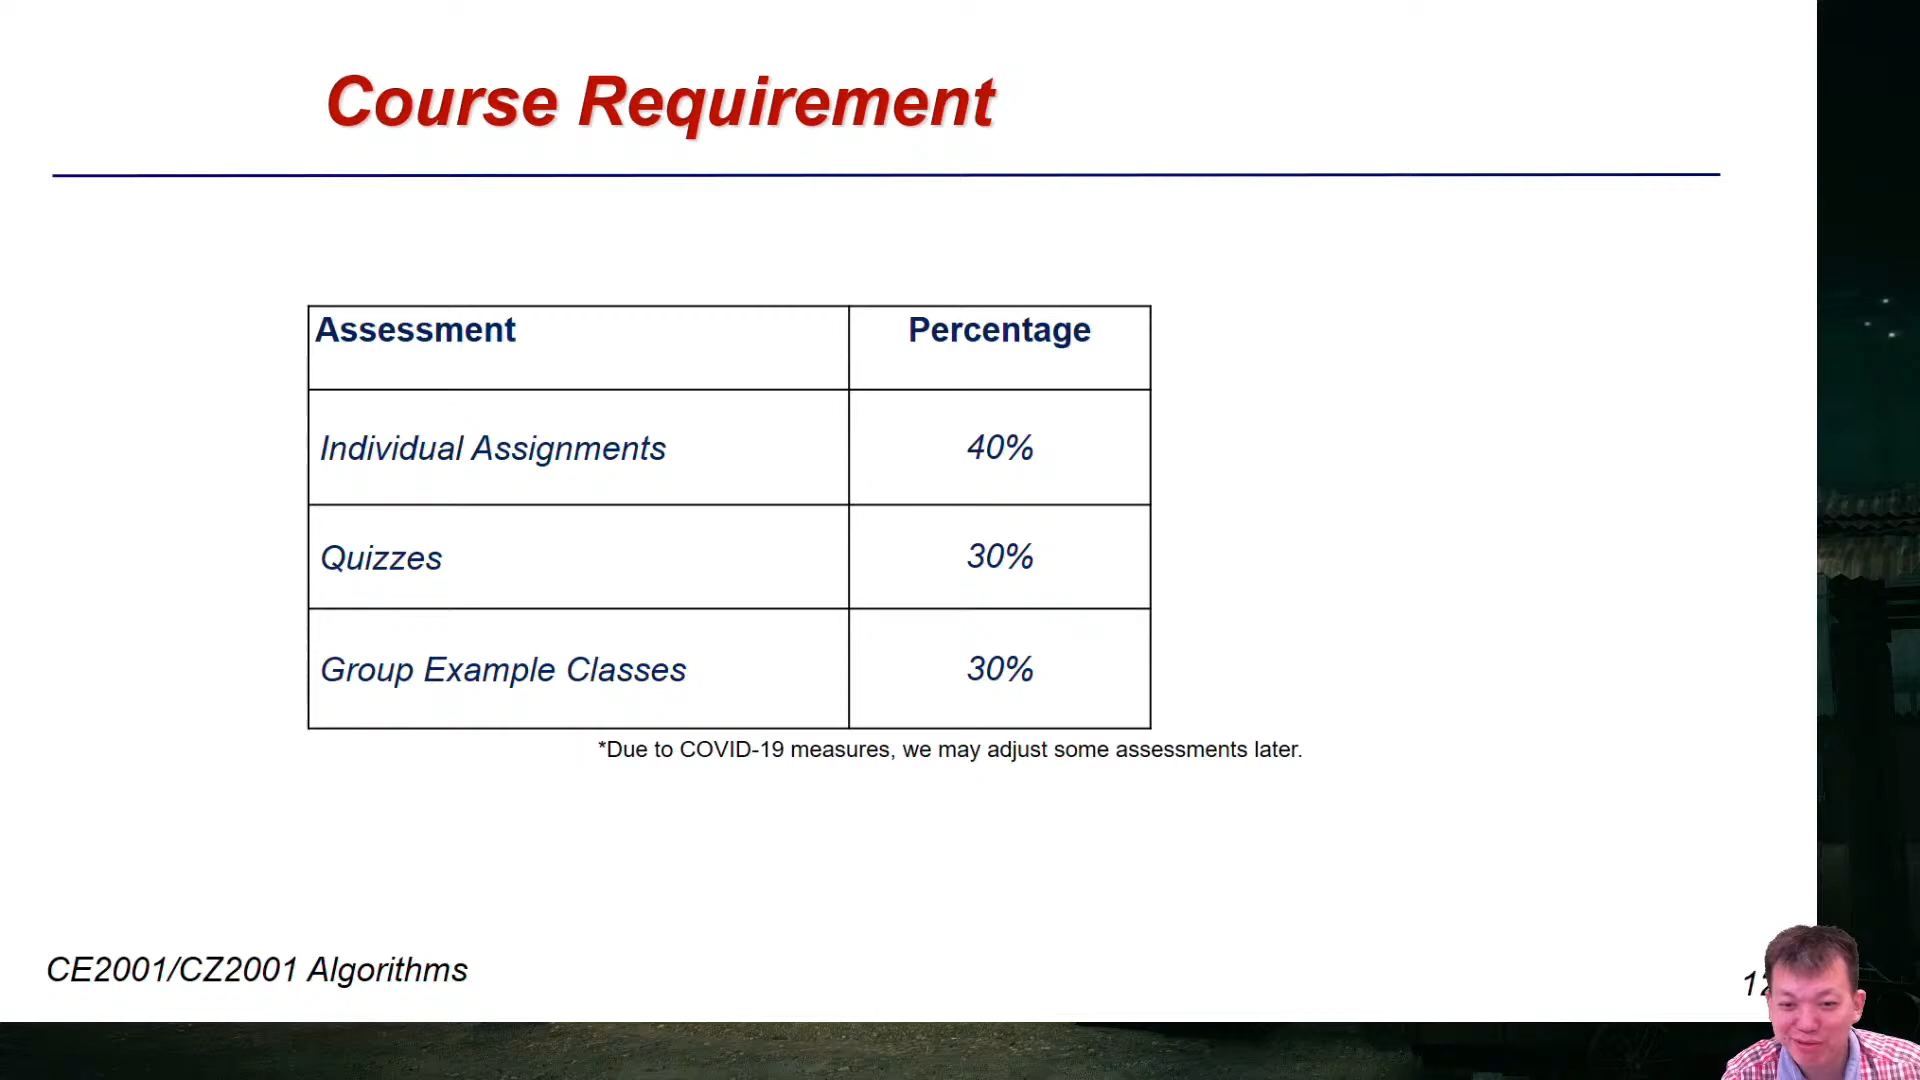 Course Requirement
Assessment Percentage
Individual Assignments 40%
Quizzes 30%
Group Example Classes 30%
*Due to COVID-19 measures, we may adjust some assessments later.
CE2001/CZ2001 Algorithms